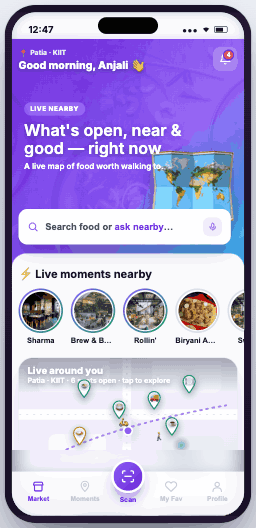 12:47
Patia · KIIT
Good morning, Anjali 👋
4
LIVE NEARBY
What's open, near &
good — right now
A live map of food worth walking to.
Search food or ask nearby...
⚡ Live moments nearby
Sharma
Brew & B...
Rollin'
Biryani A...
Sw
Live around you
Patia · KIIT · 6 open · tap to explore
Market
Moments
Scan
My Fav
Profile